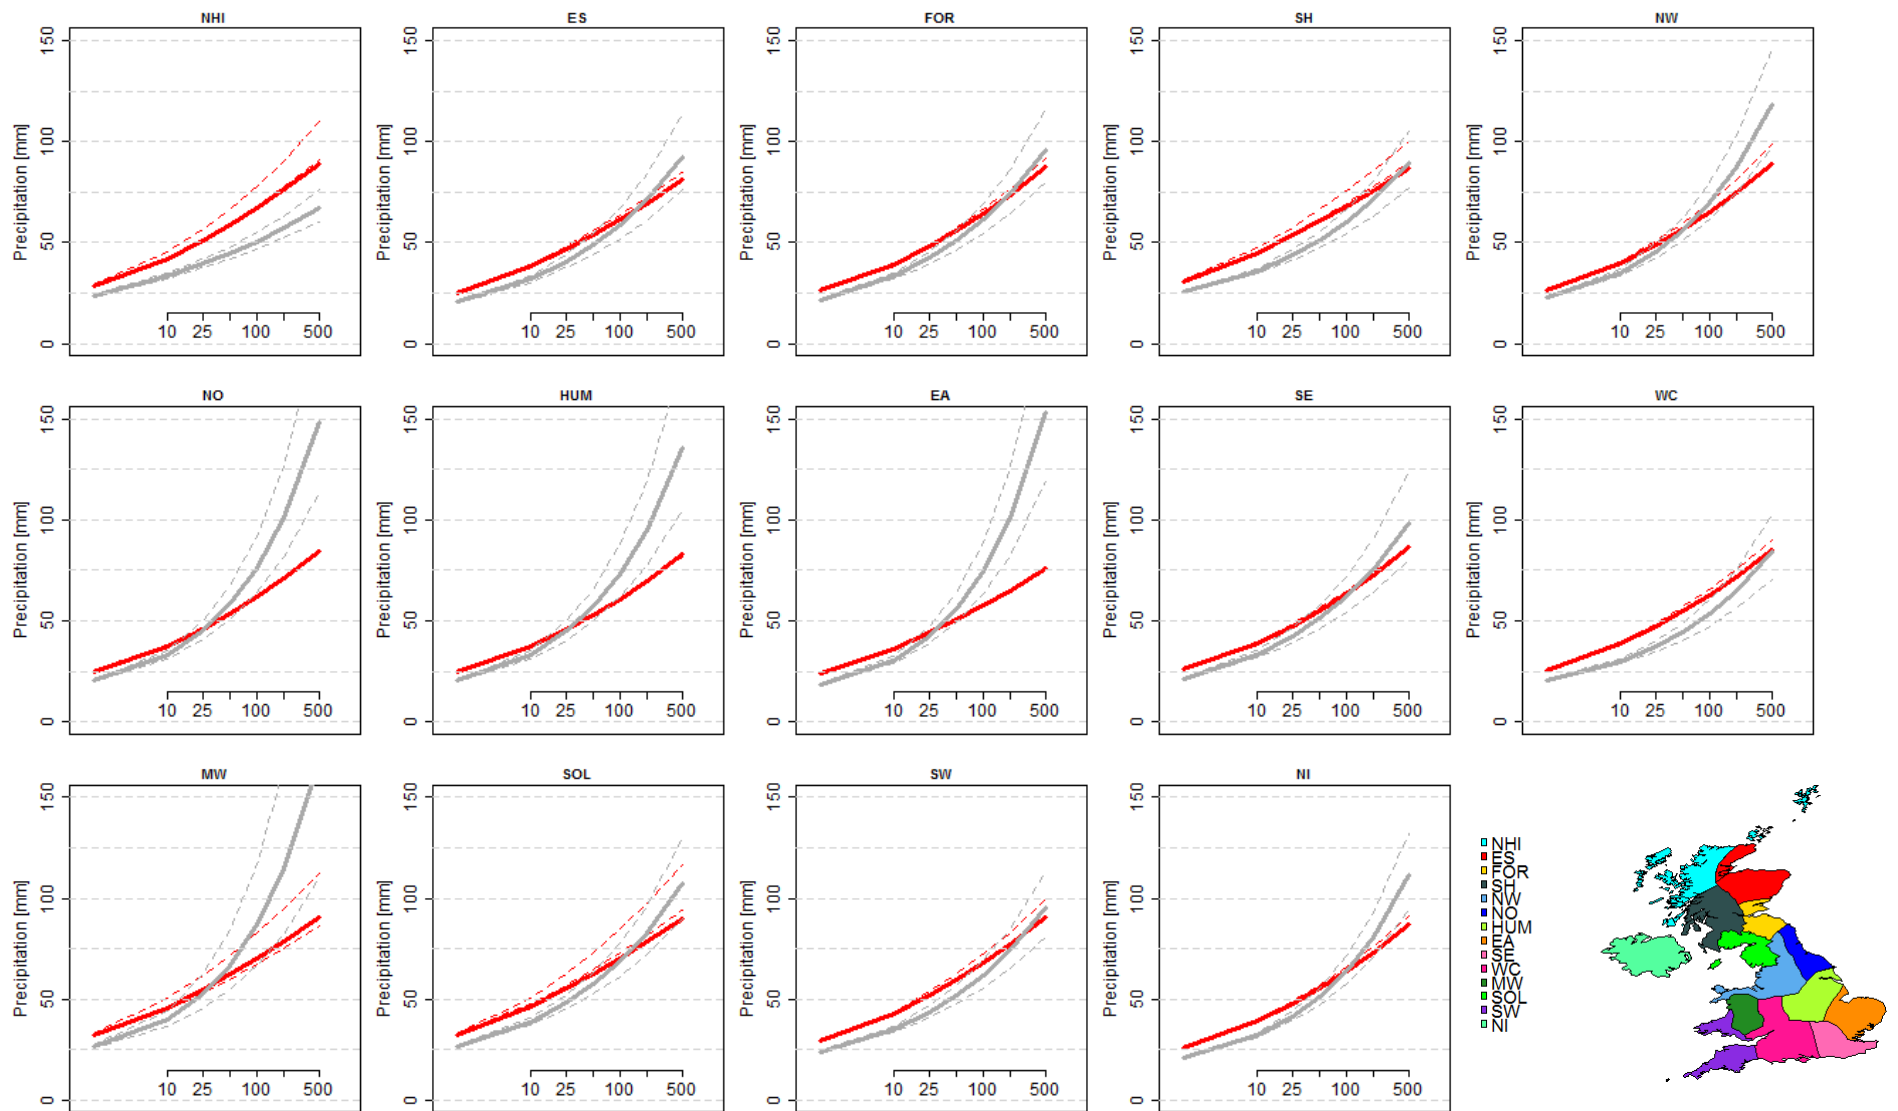 NHI ES FOR SH NW
150 150 150 150 150
100 100 100 100 100
50 50 50 50 50
0 0 0 0 0
Precipitation [mm] Precipitation [mm] Precipitation [mm] Precipitation [mm] Precipitation [mm]
10 25 100 500 10 25 100 500 10 25 100 500 10 25 100 500 10 25 100 500
NO HUM EA SE WC
150 150 150 150 150
100 100 100 100 100
50 50 50 50 50
0 0 0 0 0
Precipitation [mm] Precipitation [mm] Precipitation [mm] Precipitation [mm] Precipitation [mm]
10 25 100 500 10 25 100 500 10 25 100 500 10 25 100 500 10 25 100 500
MW SOL SW NI
150 150 150 150
100 100 100 100
50 50 50 50
0 0 0 0
Precipitation [mm] Precipitation [mm] Precipitation [mm] Precipitation [mm]
10 25 100 500 10 25 100 500 10 25 100 500 10 25 100 500
NHI
ES
FOR
SH
NW
NO
HUM
EA
SE
WC
MW
SOL
SW
NI